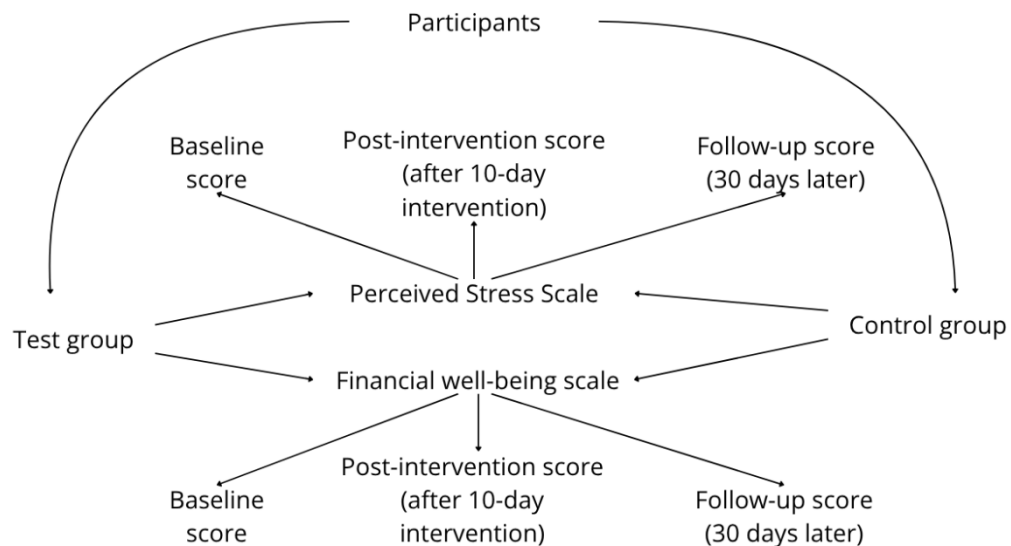 Participants
Baseline
score
Post-intervention score
(after 10-day
intervention)
Follow-up score
(30 days later)
Perceived Stress Scale
Test group
Control group
Financial well-being scale
Baseline
score
Post-intervention score
(after 10-day
intervention)
Follow-up score
(30 days later)